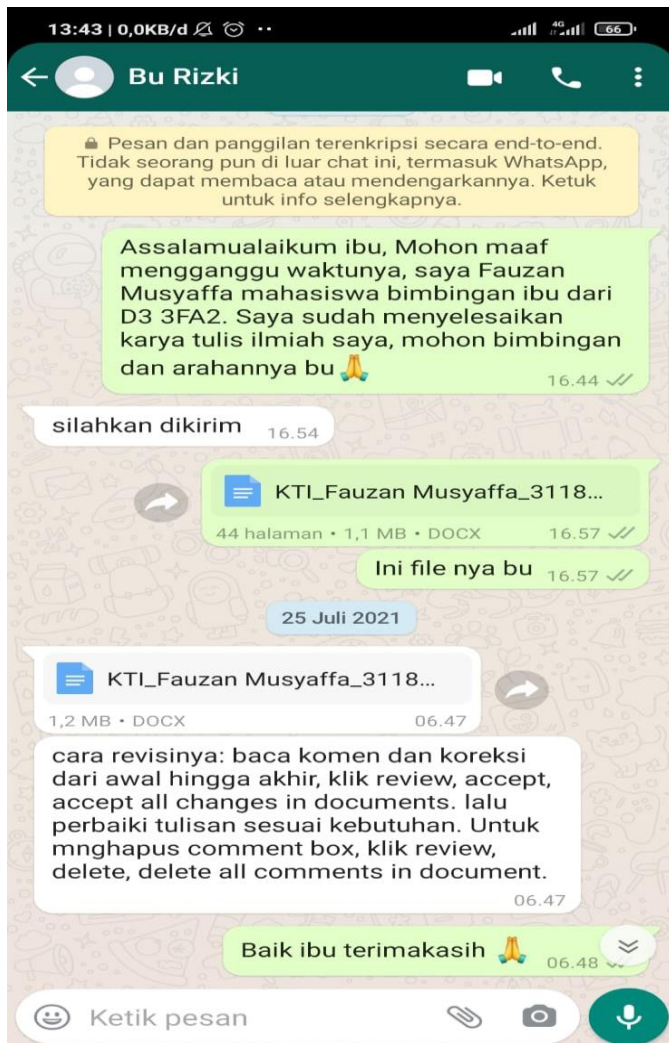 13:43 | 0,0KB/d
4G
66
Bu Rizki
Pesan dan panggilan terenkripsi secara end-to-end.
Tidak seorang pun di luar chat ini, termasuk WhatsApp,
yang dapat membaca atau mendengarkannya. Ketuk
untuk info selengkapnya.
Assalamualaikum ibu, Mohon maaf
mengganggu waktunya, saya Fauzan
Musyaffa mahasiswa bimbingan ibu dari
D3 3FA2. Saya sudah menyelesaikan
karya tulis ilmiah saya, mohon bimbingan
dan arahannya bu 🙏
16.44
silahkan dikirim 16.54
KTI_Fauzan Musyaffa_3118...
44 halaman • 1,1 MB • DOCX 16.57
Ini file nya bu 16.57
25 Juli 2021
KTI_Fauzan Musyaffa_3118...
1,2 MB • DOCX 06.47
cara revisinya: baca komen dan koreksi
dari awal hingga akhir, klik review, accept,
accept all changes in documents. lalu
perbaiki tulisan sesuai kebutuhan. Untuk
mnghapus comment box, klik review,
delete, delete all comments in document.
06.47
Baik ibu terimakasih 🙏 06.48
Ketik pesan